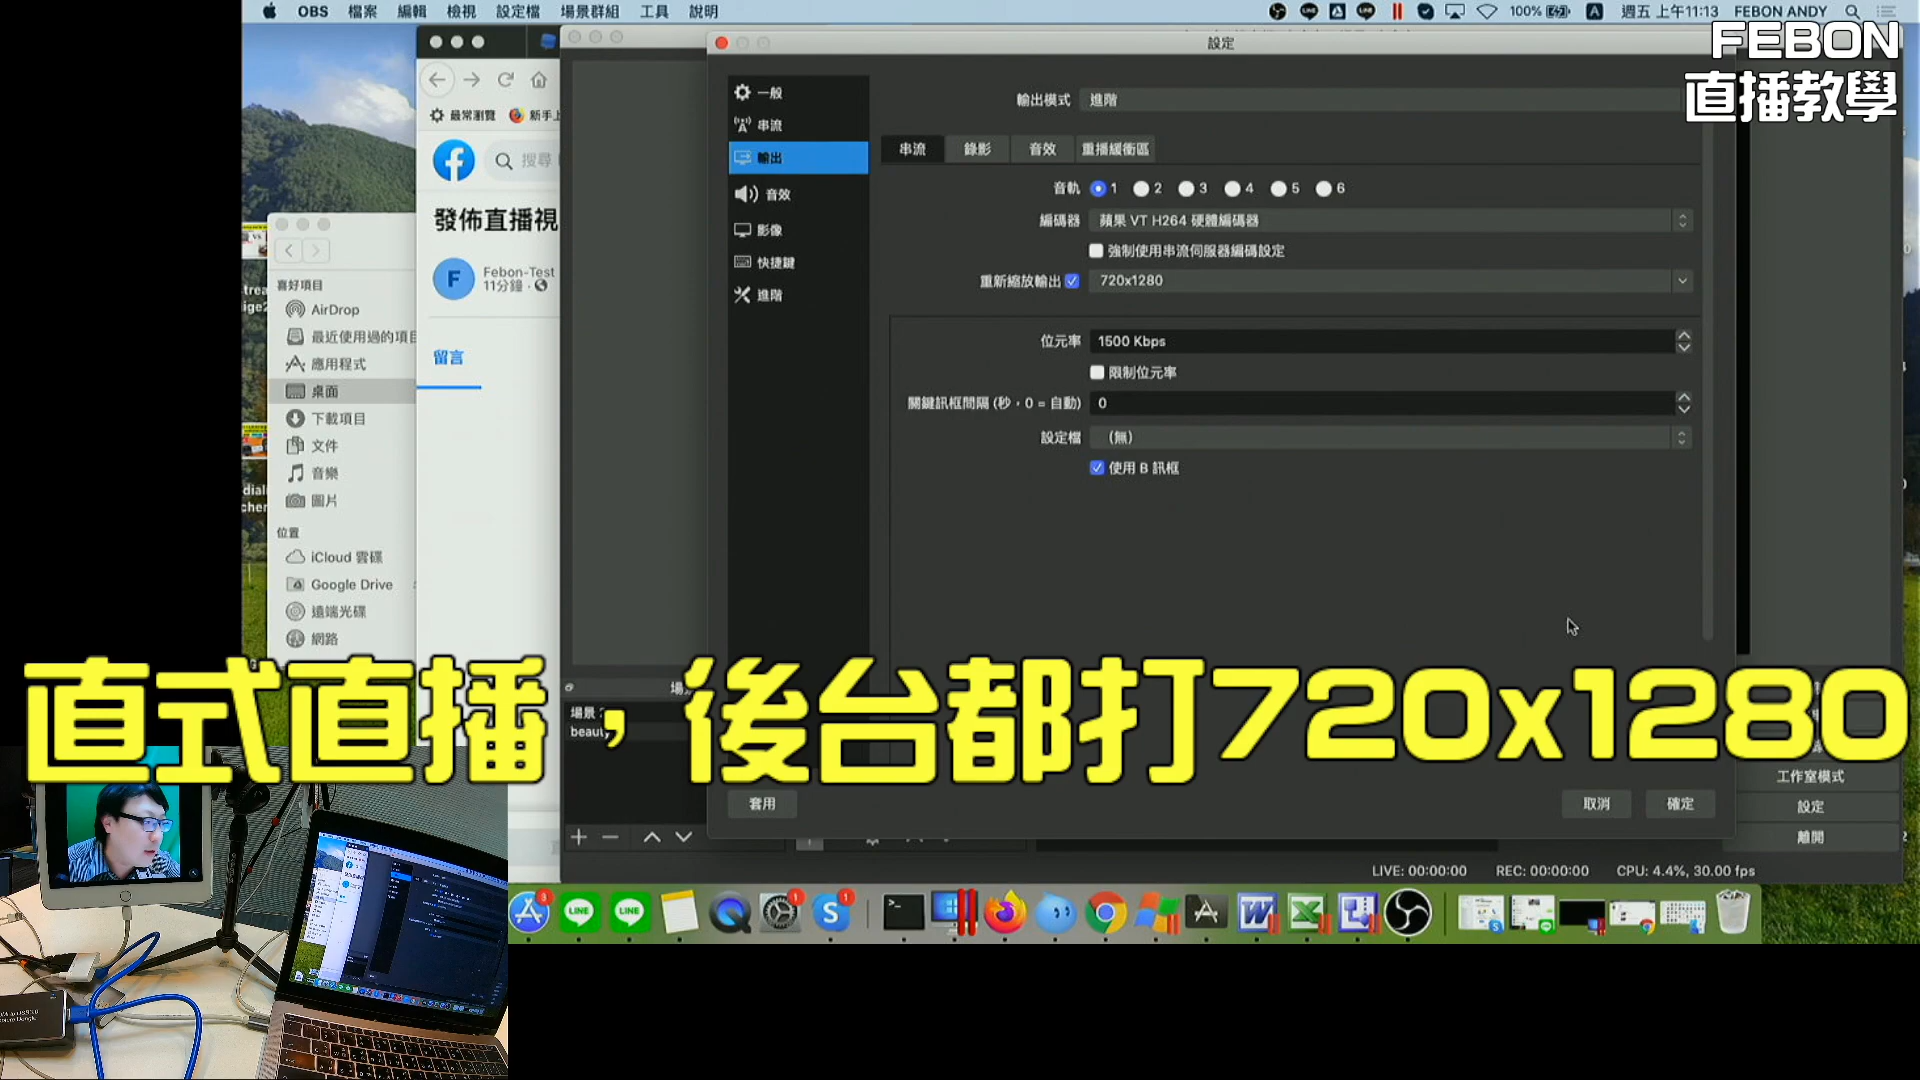 OBS 檔案 編輯 檢視 設定檔 場景群組 工具 說明
100% 週五 上午11:13 FEBON ANDY
FEBON
直播教學
設定
最常瀏覽 新手上
搜尋
發佈直播視
F
Febon-Test
11分鐘
留言
喜好項目
AirDrop
最近使用過的項目
應用程式
桌面
下載項目
文件
音樂
圖片
位置
iCloud 雲碟
Google Drive
遠端光碟
網路
一般
串流
輸出
音效
影像
快捷鍵
進階
輸出模式 進階
串流 錄影 音效 重播緩衝區
音軌 1 2 3 4 5 6
編碼器 蘋果 VT H264 硬體編碼器
強制使用串流伺服器編碼設定
重新縮放輸出 720x1280
位元率 1500 Kbps
限制位元率
關鍵訊框間隔 (秒，0 = 自動) 0
設定檔 (無)
使用 B 訊框
直式直播，後台都打720x1280
套用 取消 確定
工作室模式
設定
離開
LIVE: 00:00:00 REC: 00:00:00 CPU: 4.4%, 30.00 fps